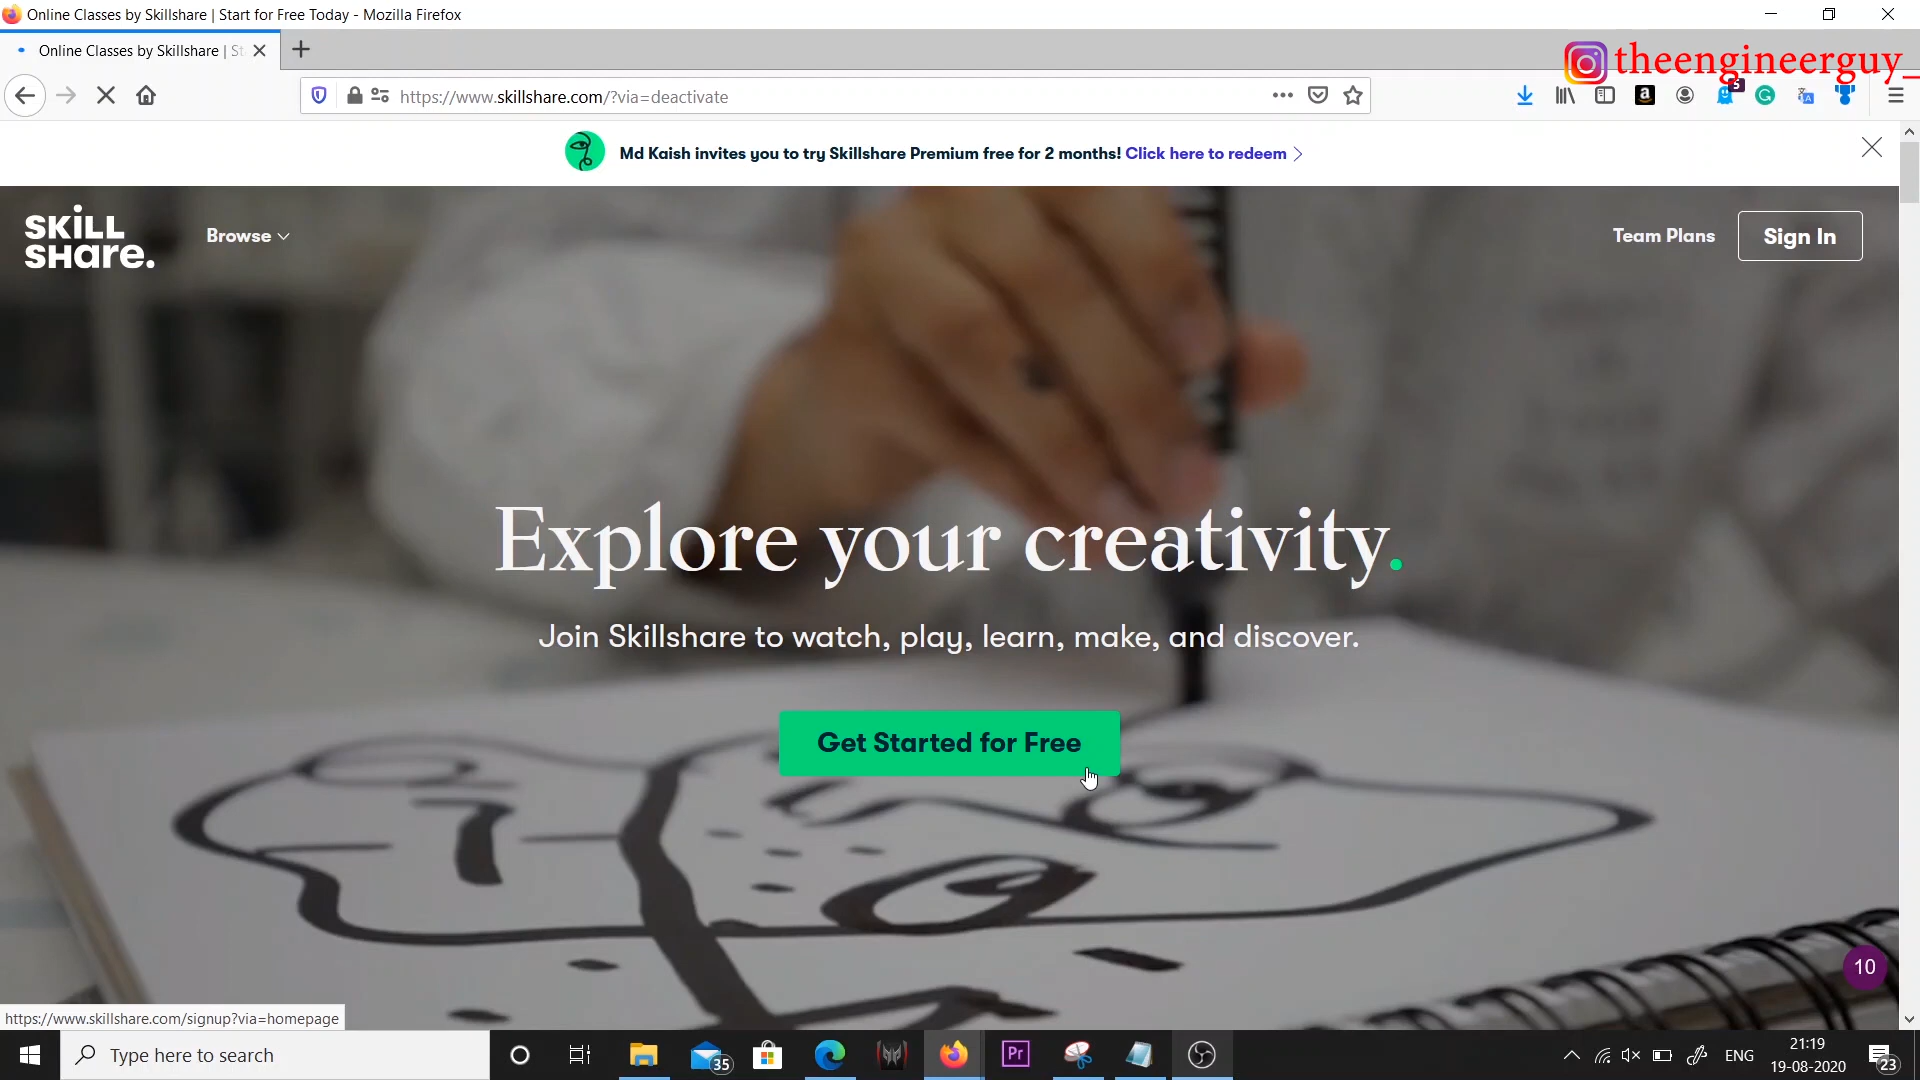 Online Classes by Skillshare | Start for Free Today - Mozilla Firefox
Online Classes by Skillshare | St
theengineerguy_
https://www.skillshare.com/?via=deactivate
5
Md Kaish invites you to try Skillshare Premium free for 2 months! Click here to redeem
SKILL
SHare.
Browse
Team Plans
Sign In
Explore your creativity.
Join Skillshare to watch, play, learn, make, and discover.
Get Started for Free
10
https://www.skillshare.com/signup?via=homepage
Type here to search
35
Pr
ENG
21:19
19-08-2020
23